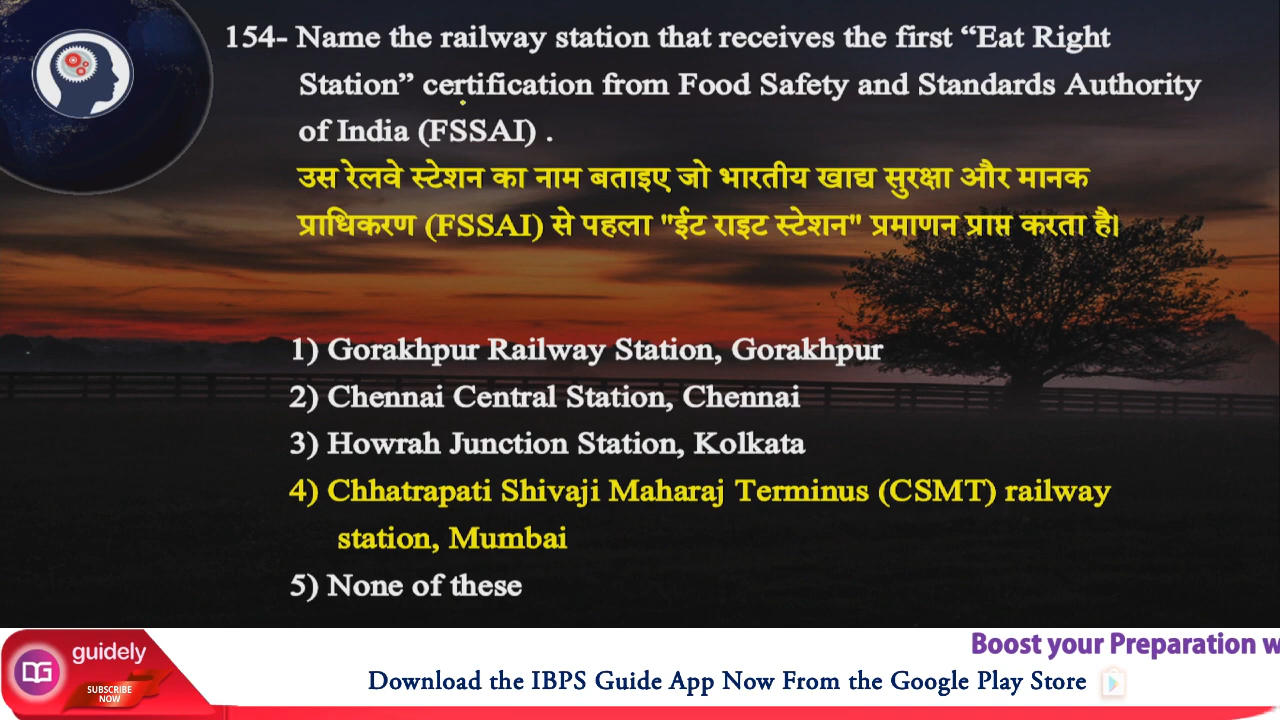 154- Name the railway station that receives the first “Eat Right
Station” certification from Food Safety and Standards Authority
of India (FSSAI) .
उस रेलवे स्टेशन का नाम बताइए जो भारतीय खाद्य सुरक्षा और मानक
प्राधिकरण (FSSAI) से पहला "ईट राइट स्टेशन" प्रमाणन प्राप्त करता है।
1) Gorakhpur Railway Station, Gorakhpur
2) Chennai Central Station, Chennai
3) Howrah Junction Station, Kolkata
4) Chhatrapati Shivaji Maharaj Terminus (CSMT) railway
station, Mumbai
5) None of these
guidely
SUBSCRIBE
NOW
Boost your Preparation w
Download the IBPS Guide App Now From the Google Play Store